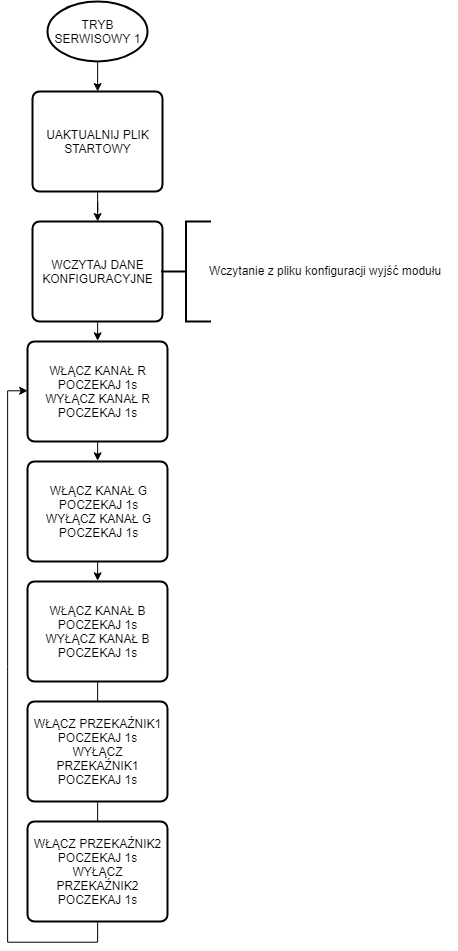 TRYB
SERWISOWY 1
UAKTUALNIJ PLIK
STARTOWY
WCZYTAJ DANE
KONFIGURACYJNE
Wczytanie z pliku konfiguracji wyjść modułu
WŁĄCZ KANAŁ R
POCZEKAJ 1s
WYŁĄCZ KANAŁ R
POCZEKAJ 1s
WŁĄCZ KANAŁ G
POCZEKAJ 1s
WYŁĄCZ KANAŁ G
POCZEKAJ 1s
WŁĄCZ KANAŁ B
POCZEKAJ 1s
WYŁĄCZ KANAŁ B
POCZEKAJ 1s
WŁĄCZ PRZEKAŹNIK1
POCZEKAJ 1s
WYŁĄCZ
PRZEKAŹNIK1
POCZEKAJ 1s
WŁĄCZ PRZEKAŹNIK2
POCZEKAJ 1s
WYŁĄCZ
PRZEKAŹNIK2
POCZEKAJ 1s